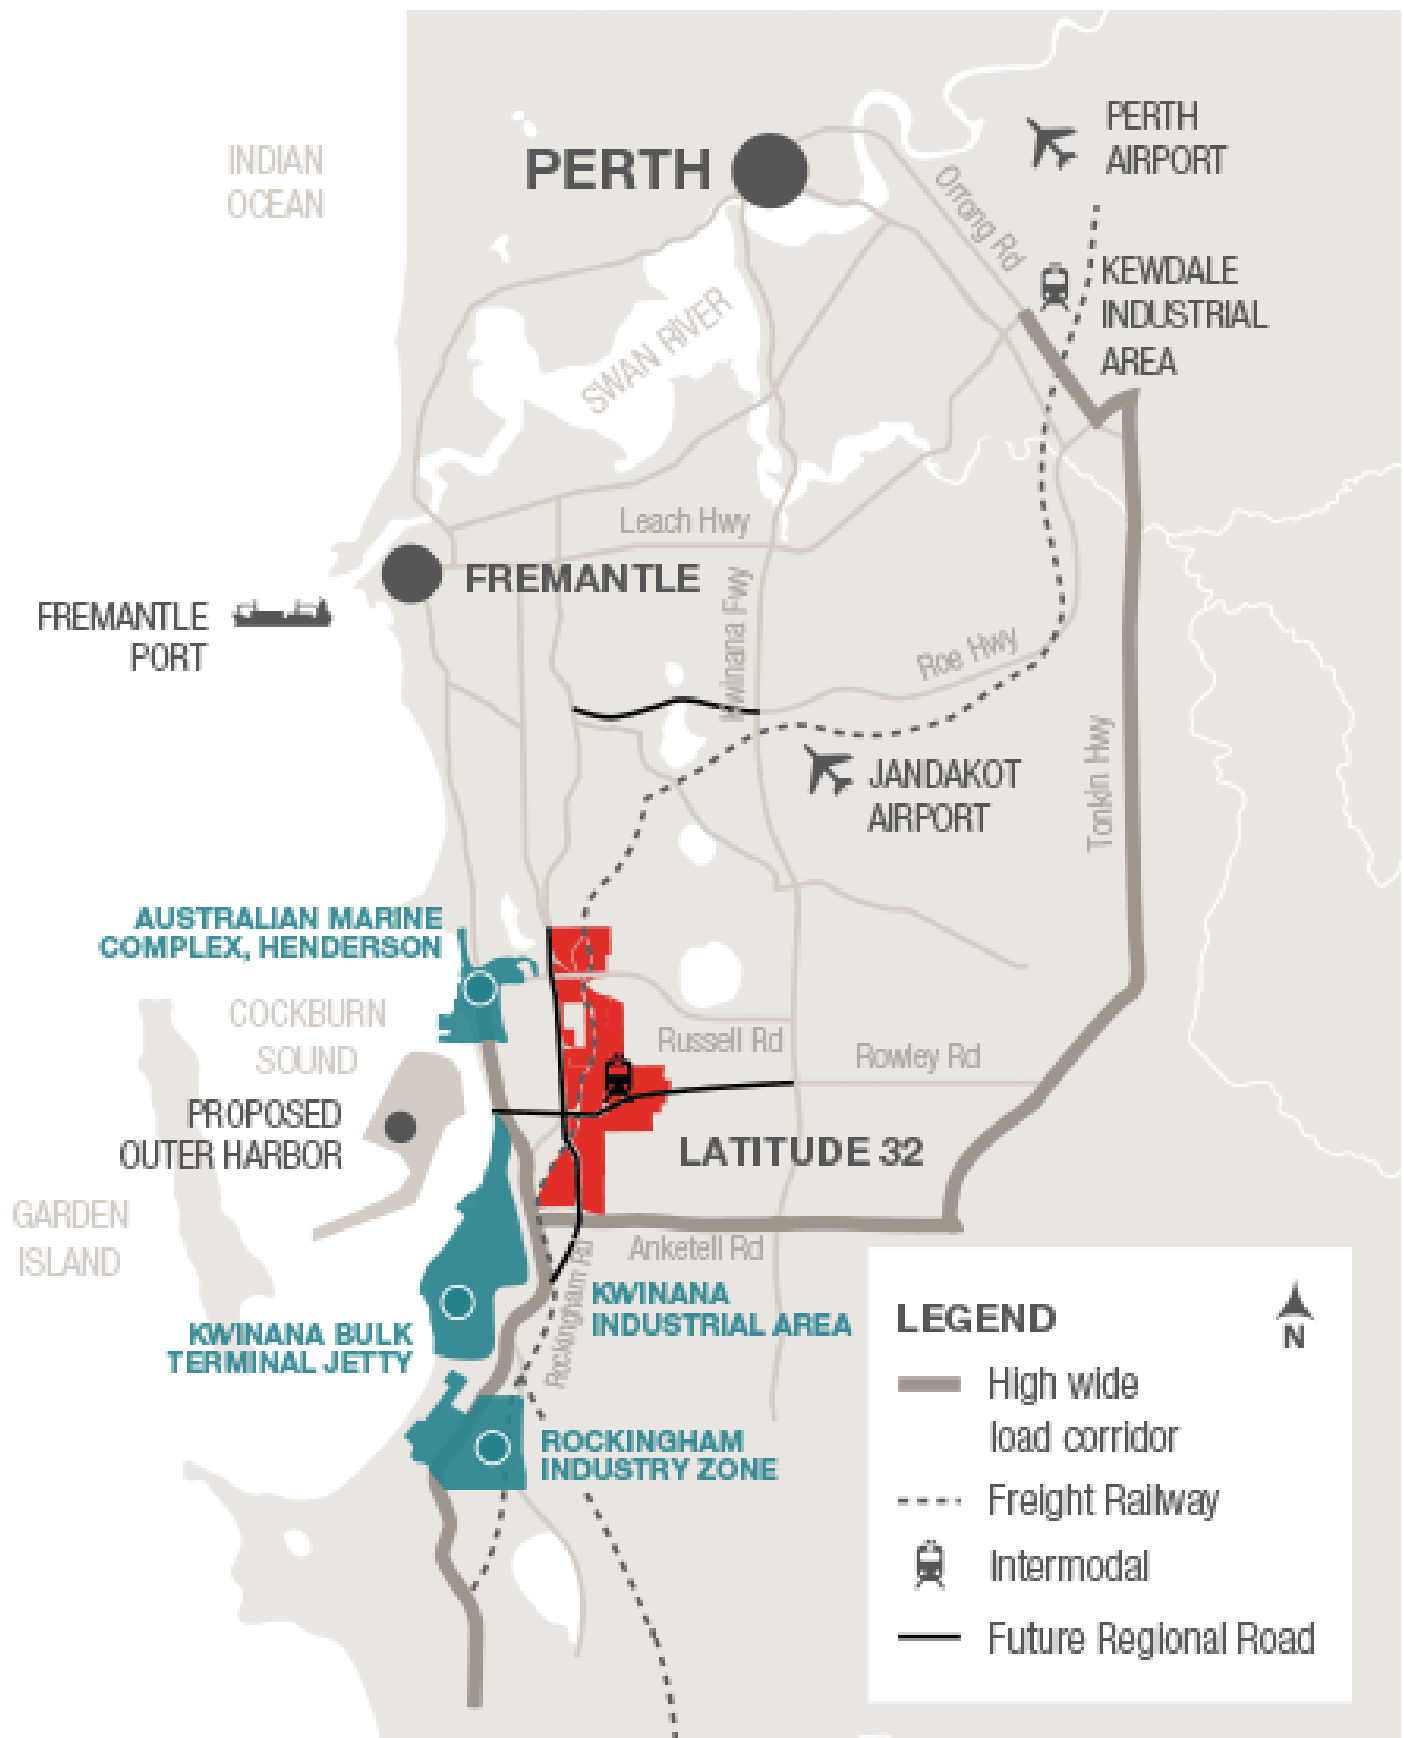 INDIAN
OCEAN
PERTH
PERTH
AIRPORT
Orrong Rd
KEWDALE
INDUSTRIAL
AREA
SWAN RIVER
Leach Hwy
FREMANTLE
FREMANTLE
PORT
Kwinana Fwy
Roe Hwy
Tonkin Hwy
JANDAKOT
AIRPORT
AUSTRALIAN MARINE
COMPLEX, HENDERSON
COCKBURN
SOUND
Russell Rd
Rowley Rd
PROPOSED
OUTER HARBOR
LATITUDE 32
GARDEN
ISLAND
Anketell Rd
Rockingham Rd
KWINANA
INDUSTRIAL AREA
KWINANA BULK
TERMINAL JETTY
ROCKINGHAM
INDUSTRY ZONE
LEGEND
N
High wide
load corridor
Freight Railway
Intermodal
Future Regional Road